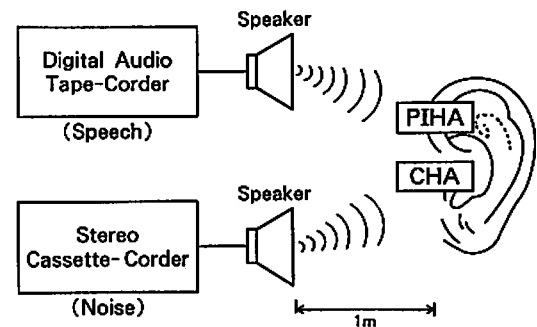 Speaker
Digital Audio
Tape-Corder
(Speech)
PIHA
CHA
Speaker
Stereo
Cassette-Corder
(Noise)
1m